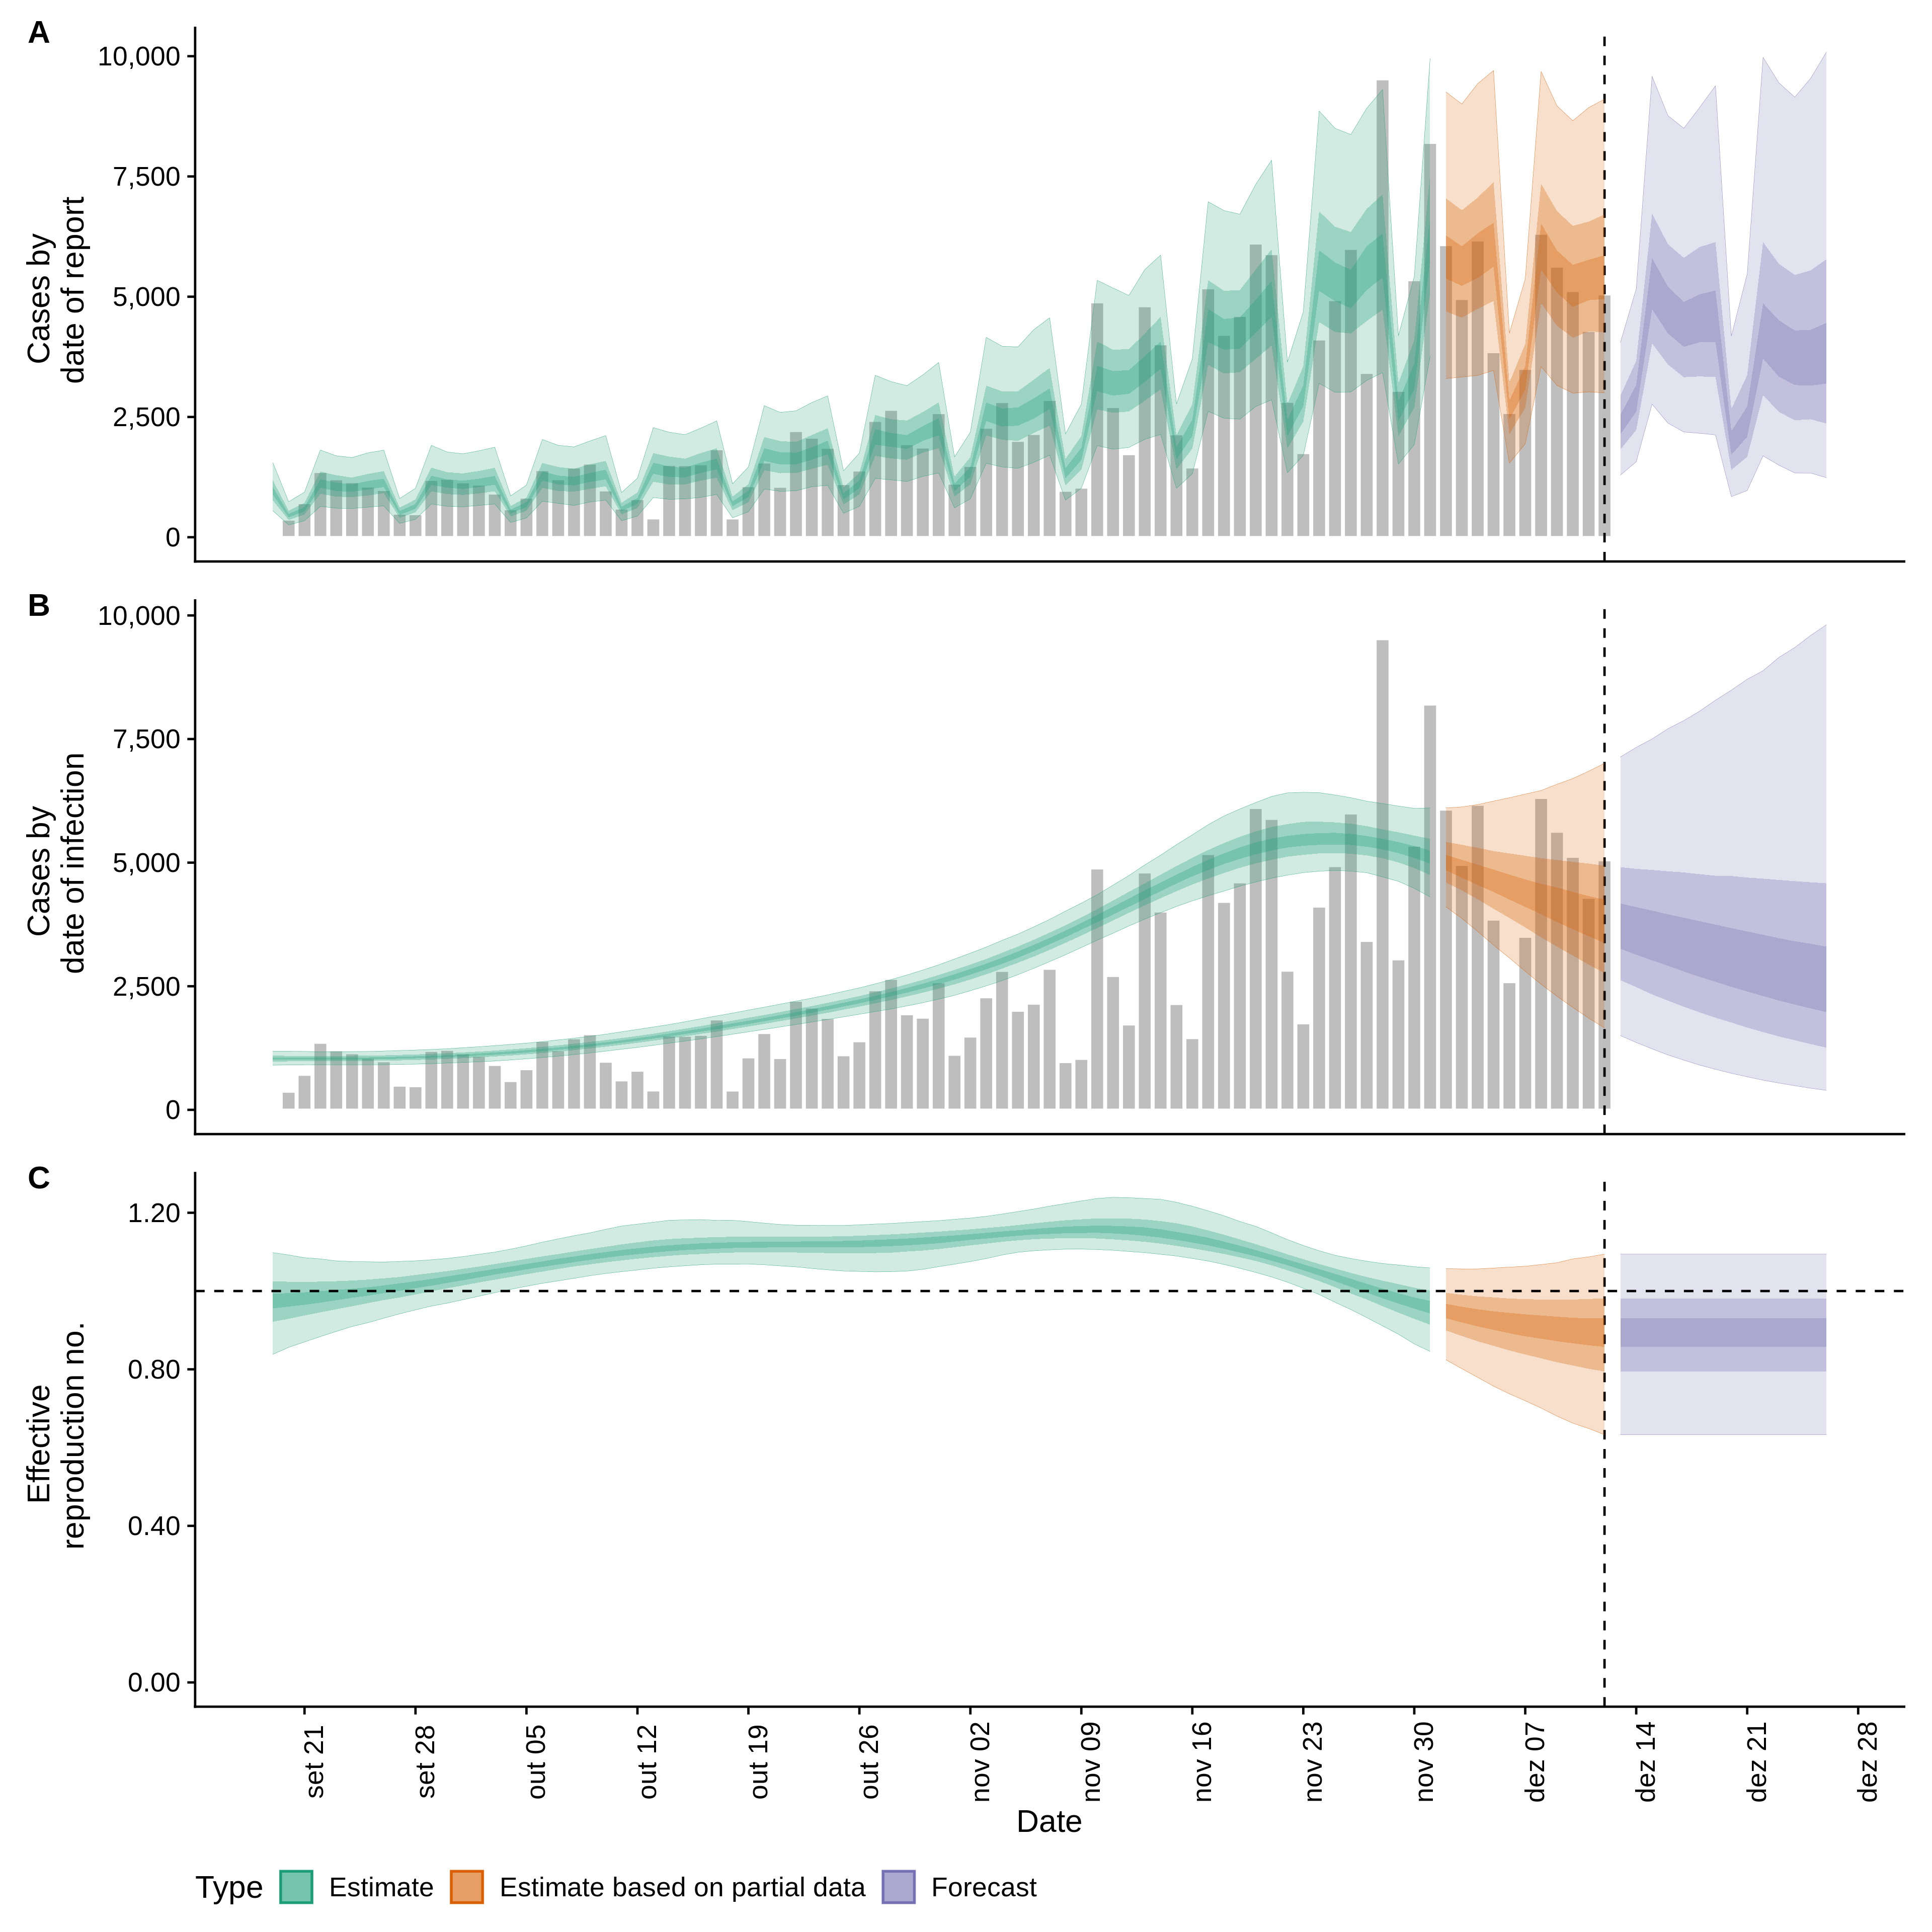 A
10,000
7,500
5,000
2,500
0
Cases by
date of report
B
10,000
7,500
5,000
2,500
0
Cases by
date of infection
C
1.20
0.80
0.40
0.00
Effective
reproduction no.
set 21
set 28
out 05
out 12
out 19
out 26
nov 02
nov 09
nov 16
nov 23
nov 30
dez 07
dez 14
dez 21
dez 28
Date
Type Estimate Estimate based on partial data Forecast